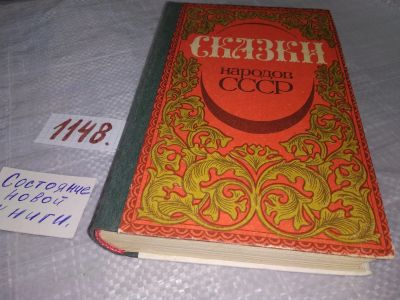 СКАЗКИ
народов
СССР
1148.
Состояние
новой
книги.